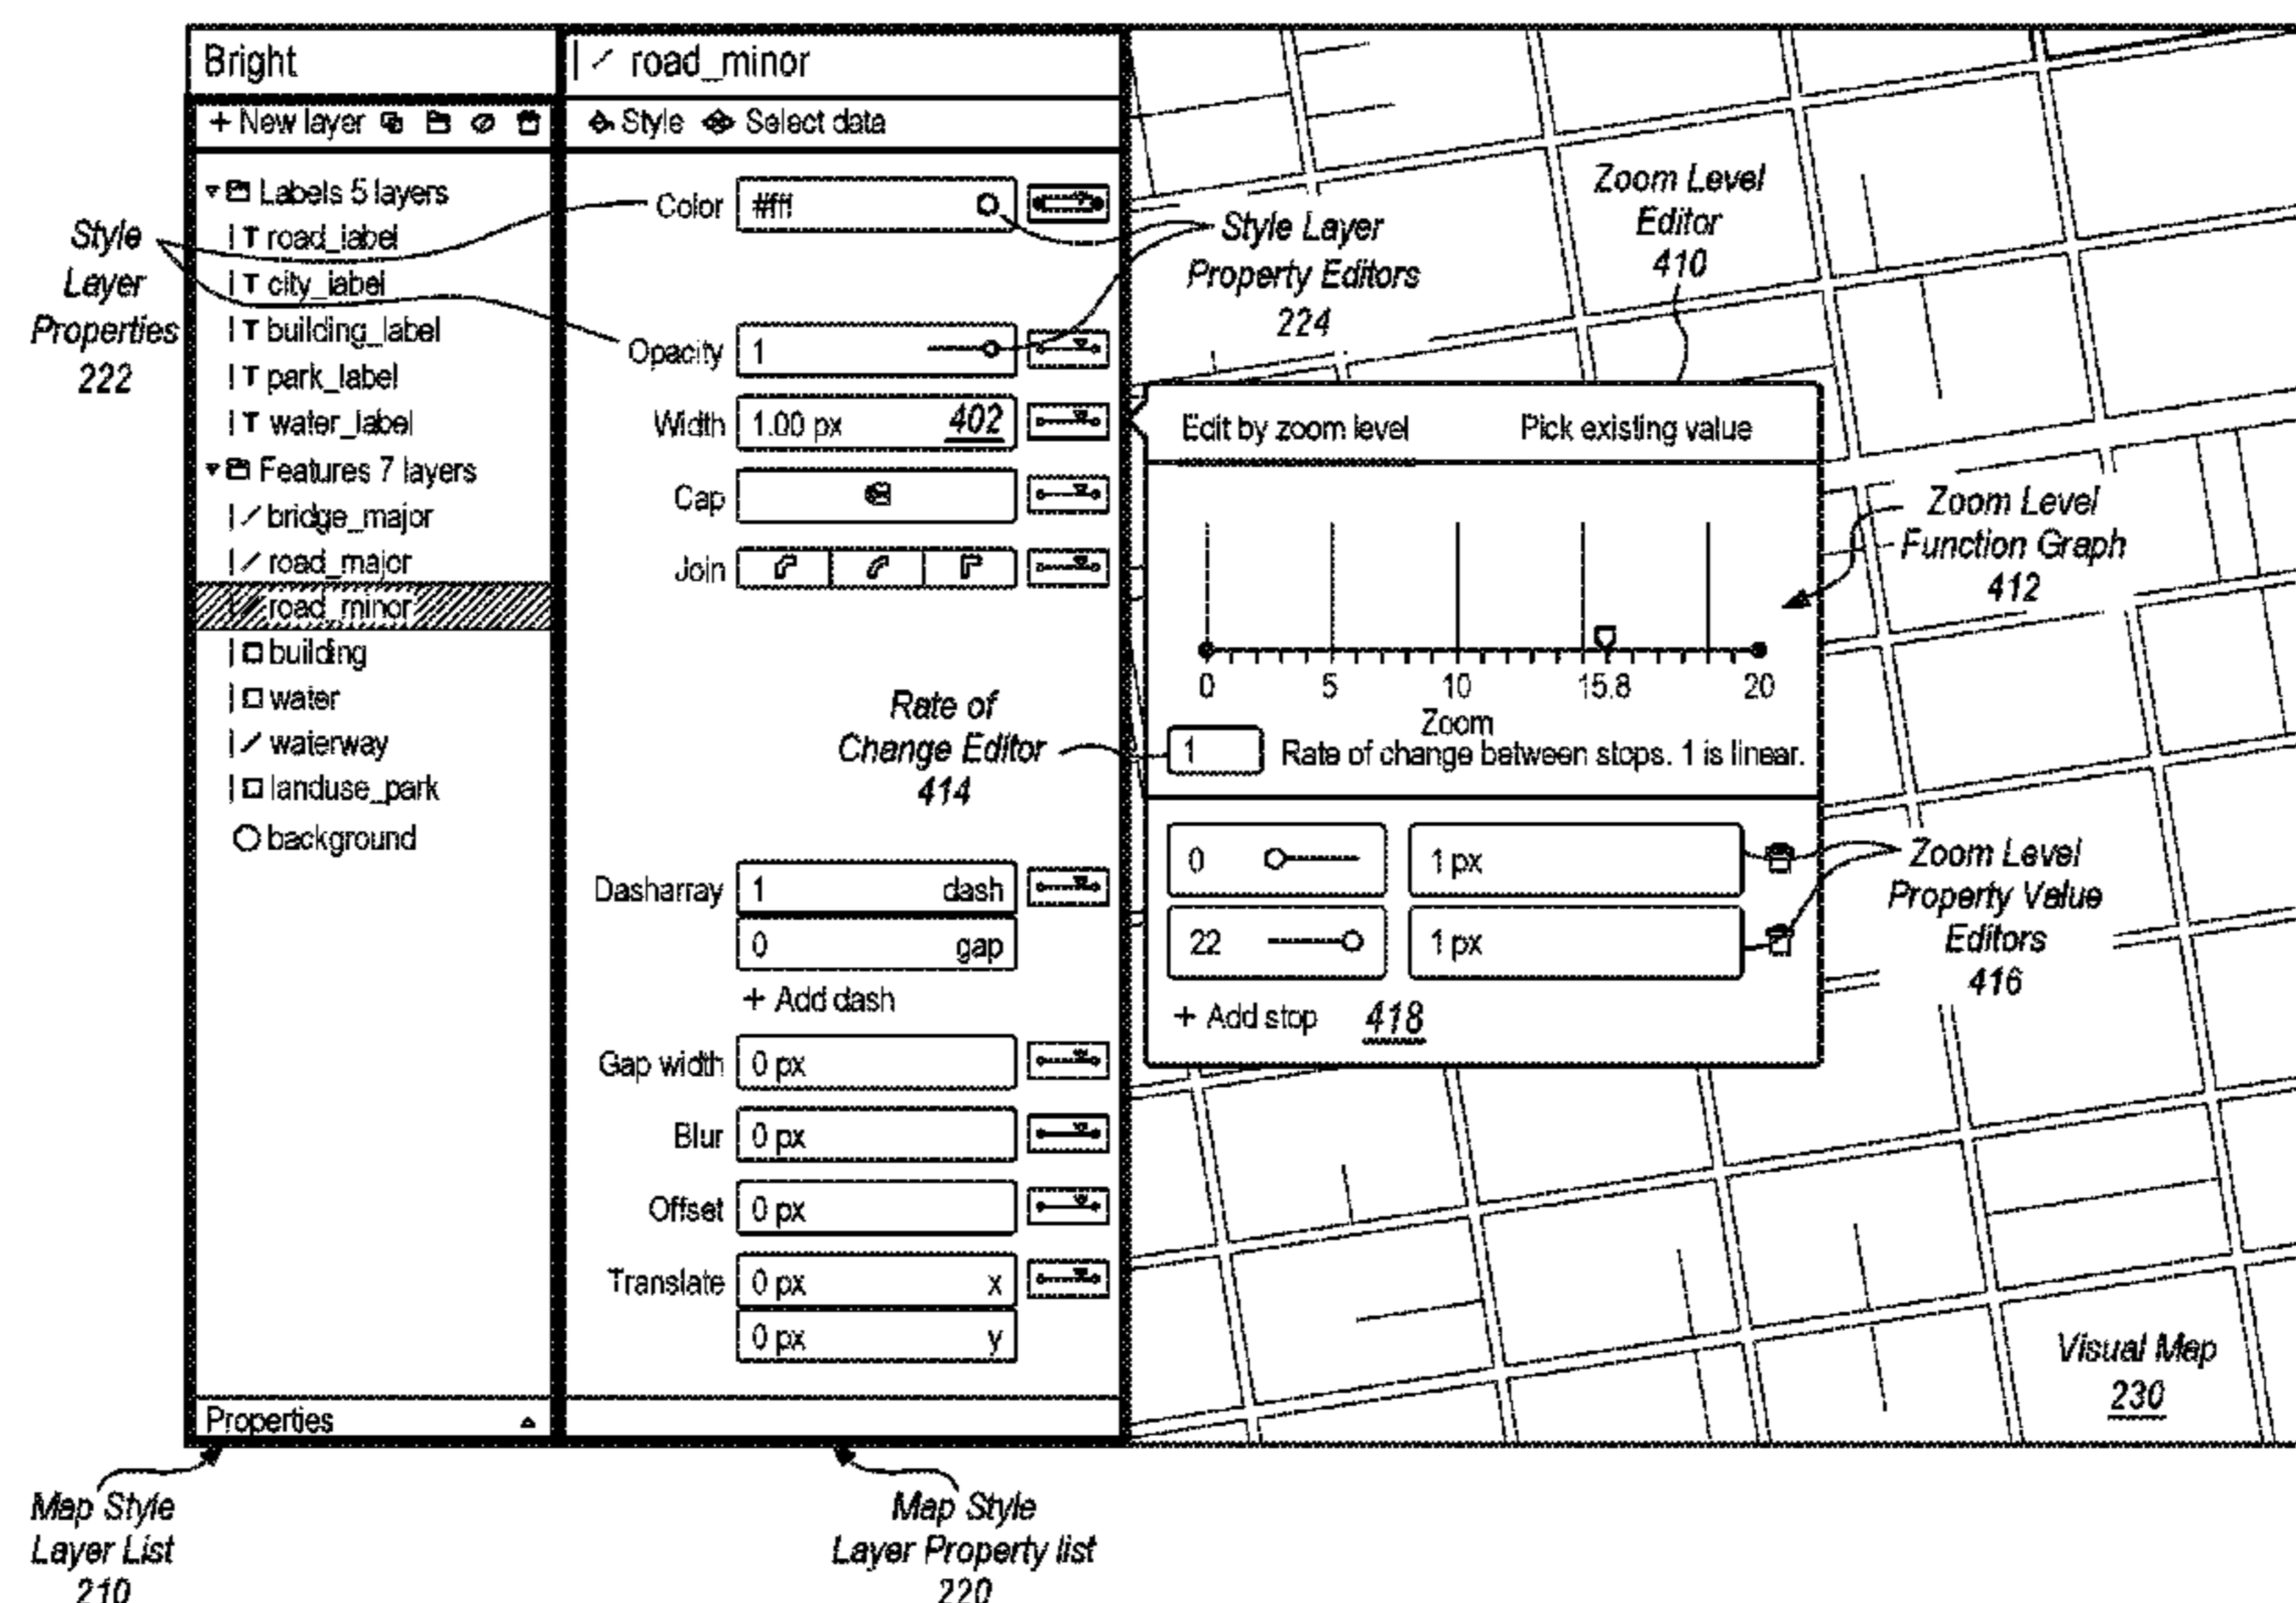 Bright
road_minor
+ New layer
Style Select data
Labels 5 layers
T road_label
T city_label
T building_label
T park_label
T water_label
Features 7 layers
bridge_major
road_major
road_minor
building
water
waterway
landuse_park
background
Properties
Color #fff
Opacity 1
Width 1.00 px 402
Cap
Join
Dasharray 1 dash
0 gap
+ Add dash
Gap width 0 px
Blur 0 px
Offset 0 px
Translate 0 px x
0 px y
Style
Layer
Properties
222
Style Layer
Property Editors
224
Zoom Level
Editor
410
Edit by zoom level Pick existing value
0 5 10 15.8 20
Zoom
1 Rate of change between stops. 1 is linear.
0 1 px
22 1 px
+ Add stop 418
Zoom Level
Function Graph
412
Rate of
Change Editor
414
Zoom Level
Property Value
Editors
416
Visual Map
230
Map Style
Layer List
210
Map Style
Layer Property list
220